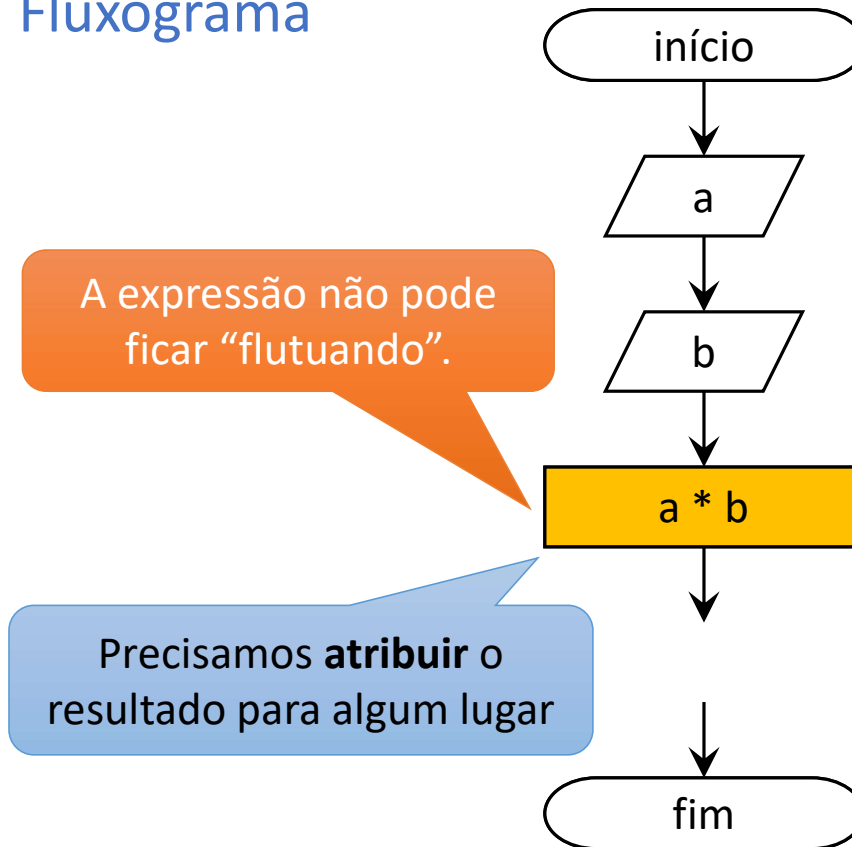 Fluxograma
início
a
A expressão não pode
ficar “flutuando”.
b
a * b
Precisamos atribuir o
resultado para algum lugar
fim